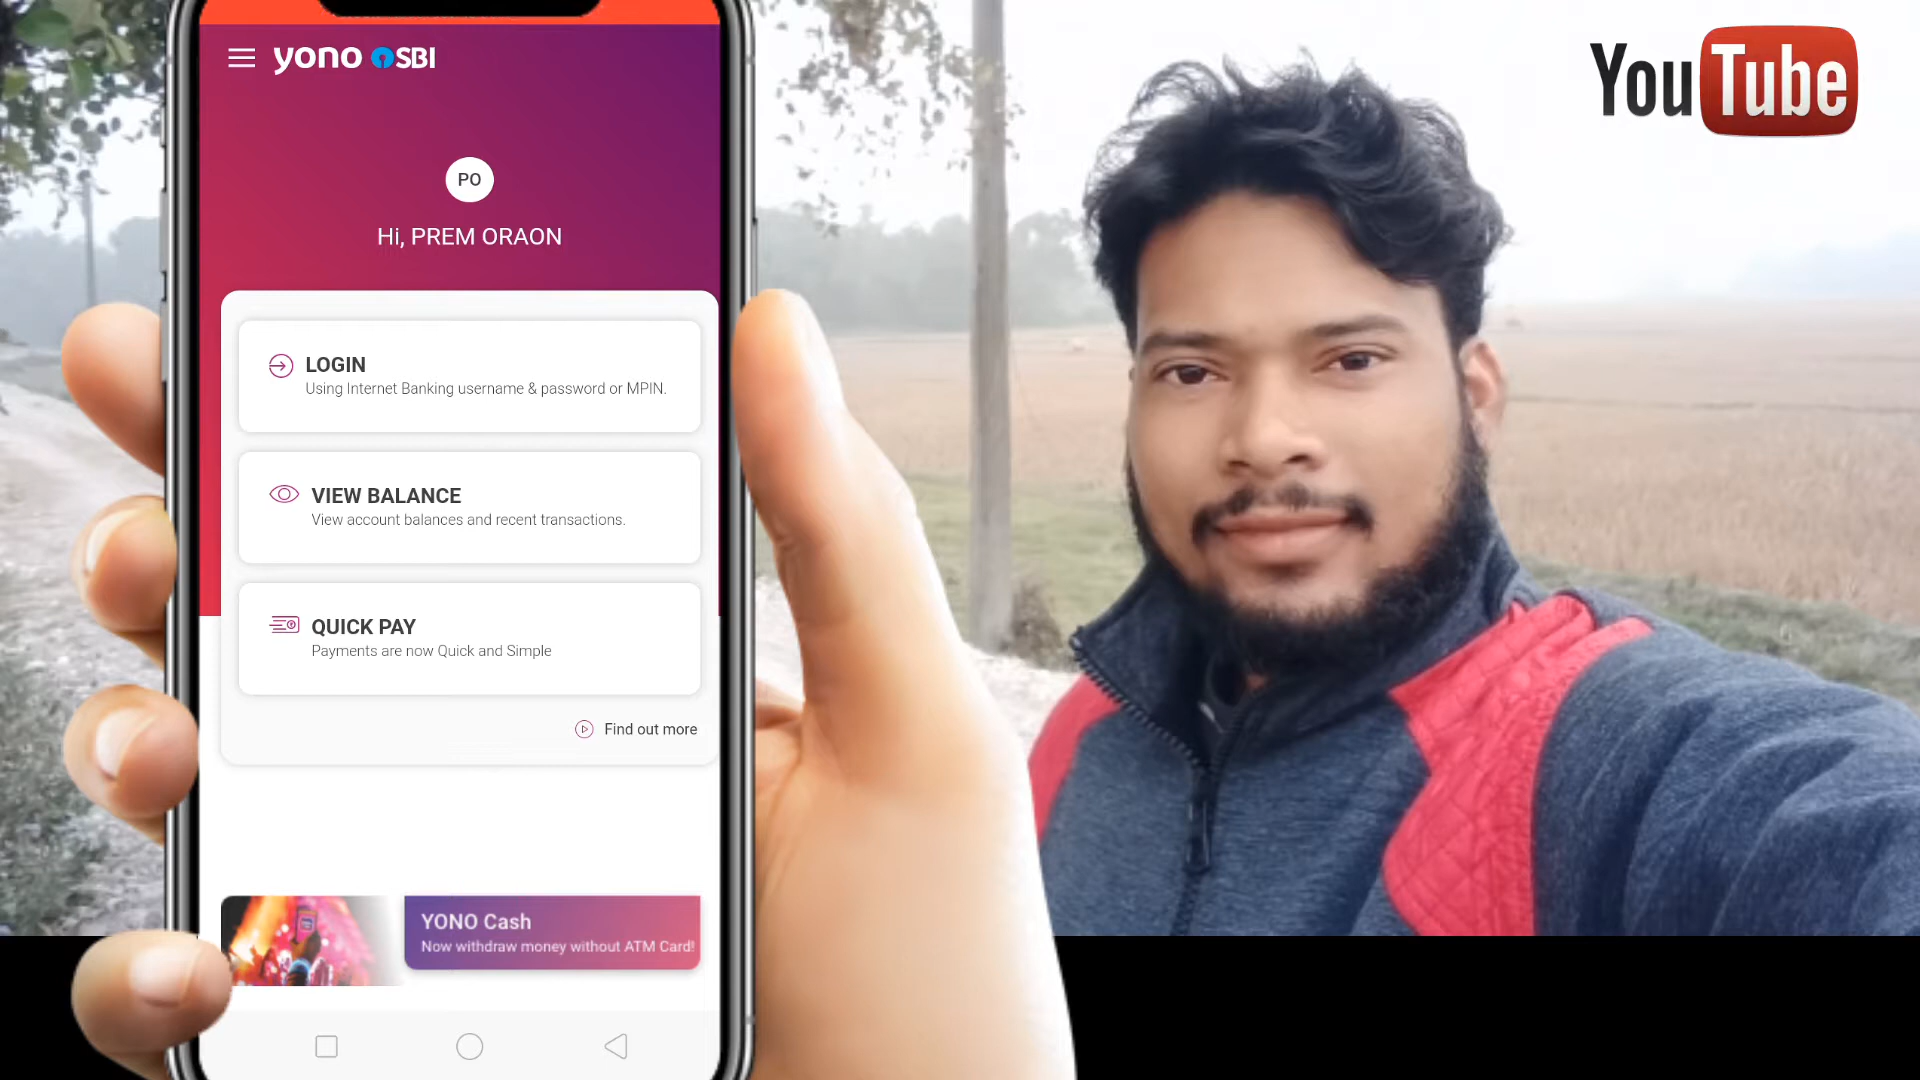 yono SBI
YouTube
PO
Hi, PREM ORAON
LOGIN
Using Internet Banking username & password or MPIN.
VIEW BALANCE
View account balances and recent transactions.
QUICK PAY
Payments are now Quick and Simple
Find out more
YONO Cash
Now withdraw money without ATM Card!